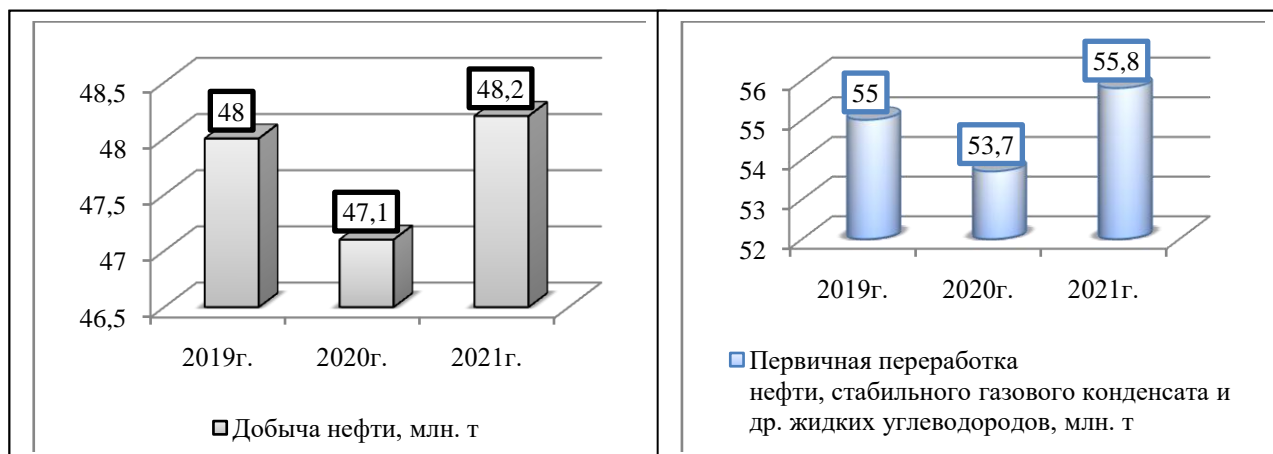 48,5
48
47,5
47
46,5
48
47,1
48,2
2019г.
2020г.
2021г.
Добыча нефти, млн. т
56
55
54
53
52
55
53,7
55,8
2019г.
2020г.
2021г.
Первичная переработка
нефти, стабильного газового конденсата и
др. жидких углеводородов, млн. т